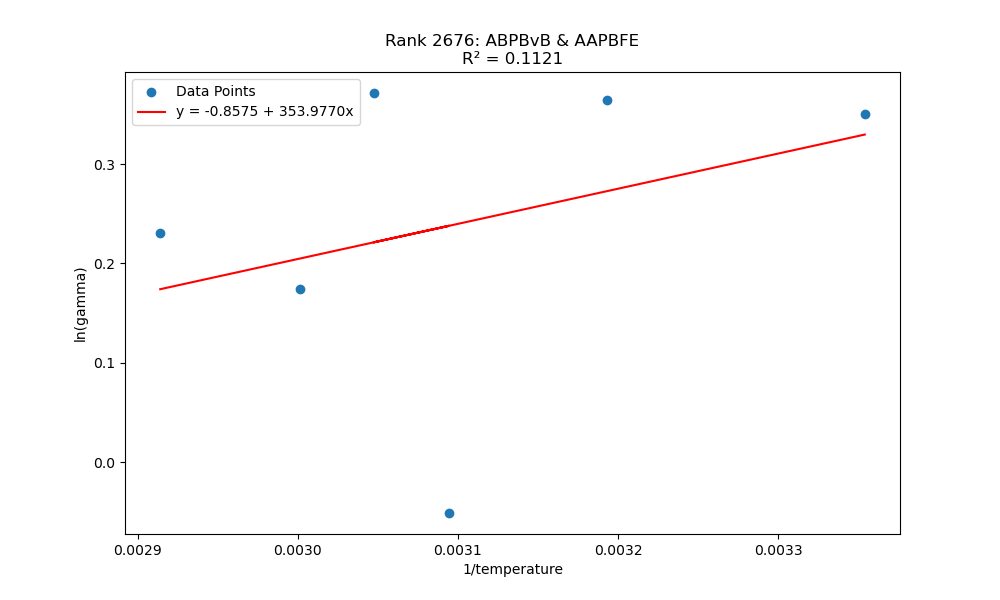 Rank 2676: ABPBvB & AAPBFE
R² = 0.1121
Data Points
y = -0.8575 + 353.9770x
ln(gamma)
0.3
0.2
0.1
0.0
0.0029
0.0030
0.0031
0.0032
0.0033
1/temperature